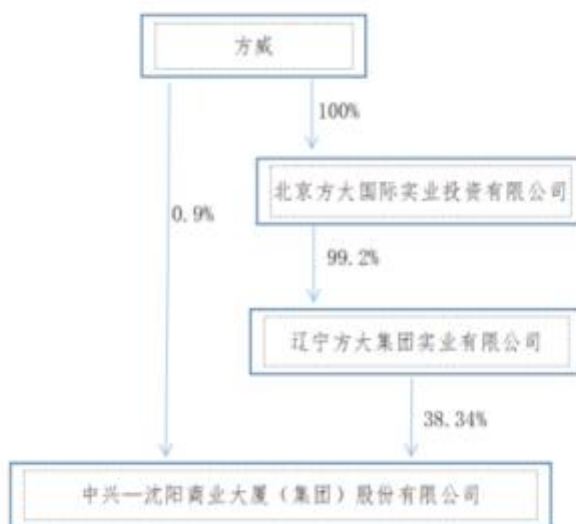 方威
100%
北京方大国际实业投资有限公司
0.9%
99.2%
辽宁方大集团实业有限公司
38.34%
中兴—沈阳商业大厦（集团）股份有限公司